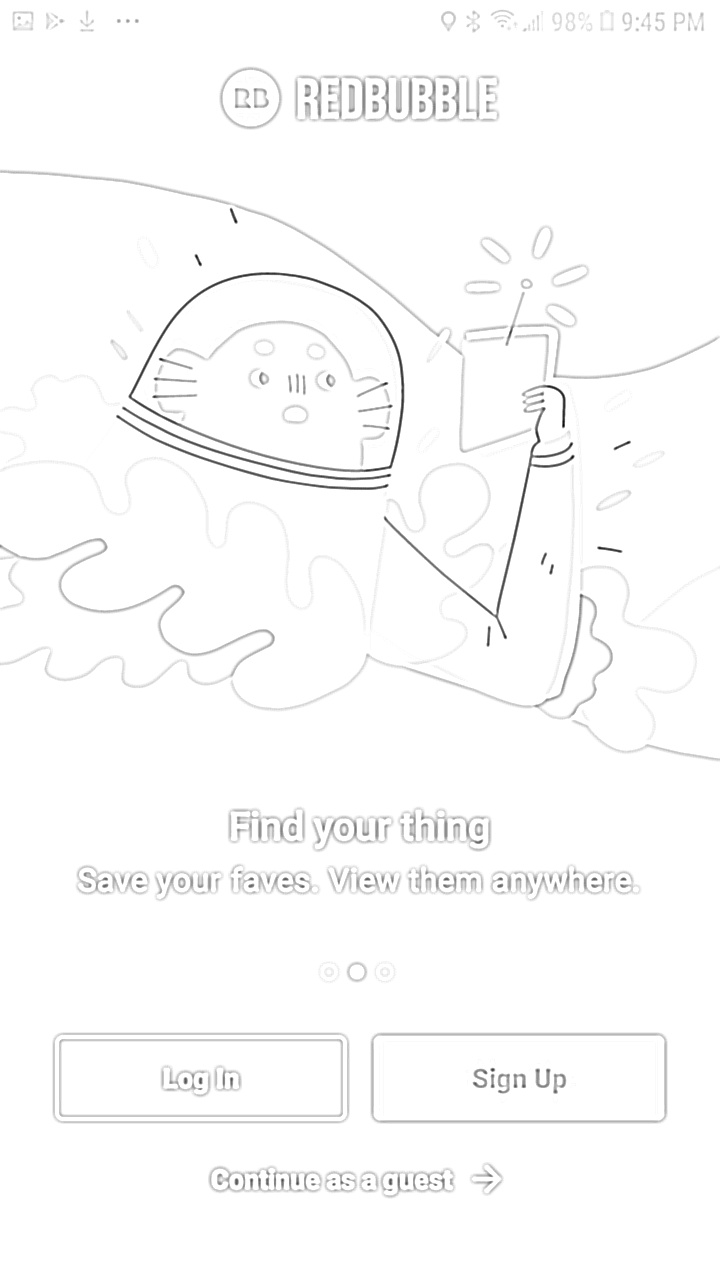 98% 9:45 PM
RB REDBUBBLE
Find your thing
Save your faves. View them anywhere.
Log In
Sign Up
Continue as a guest